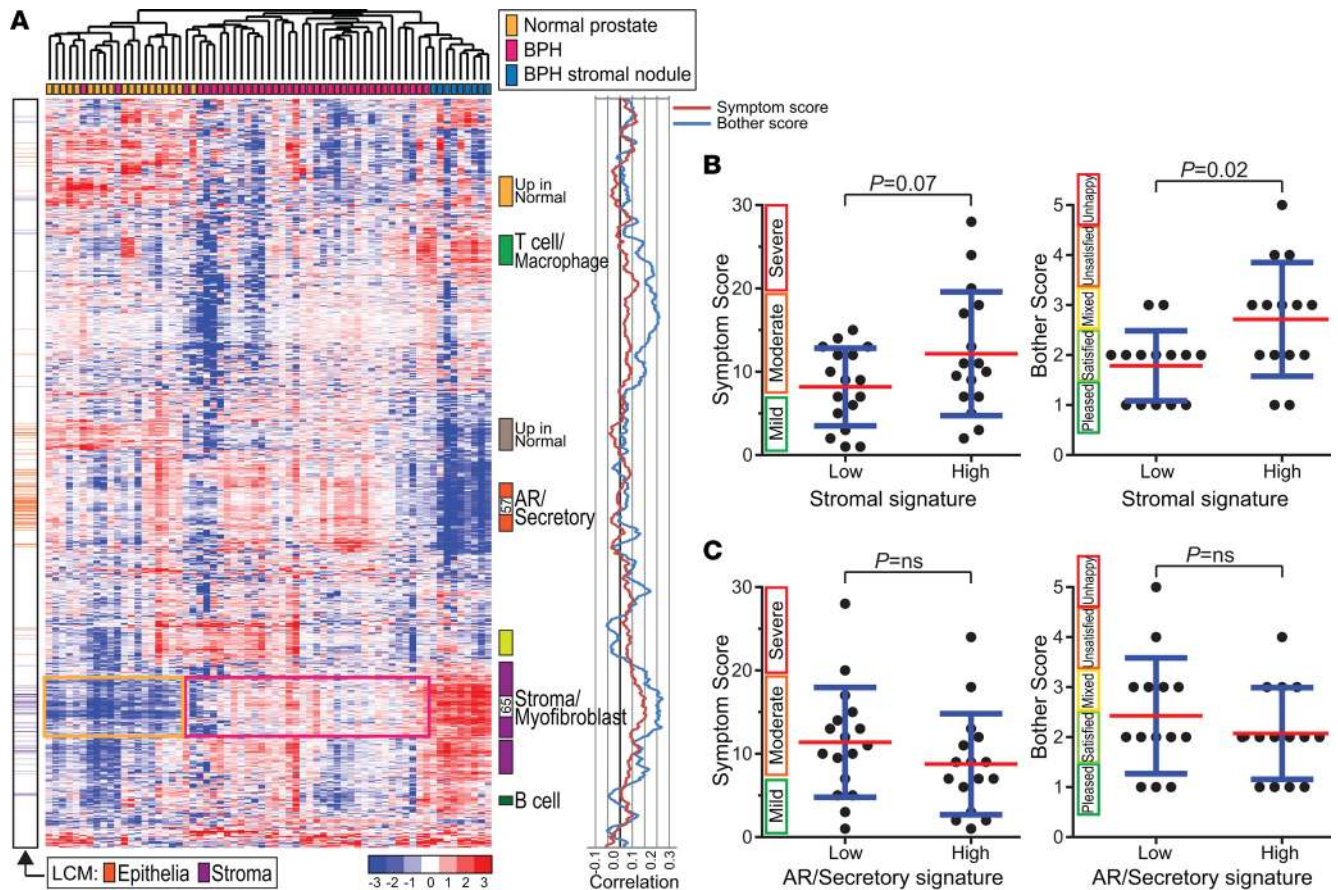 A
Normal prostate
BPH
BPH stromal nodule
Symptom score
Bother score
Up in
Normal
T cell/
Macrophage
Up in
Normal
57
AR/
Secretory
65
Stroma/
Myofibroblast
B cell
LCM: Epithelia Stroma
-3 -2 -1 0 1 2 3
-0.1 0.0 0.1 0.2 0.3
Correlation
B
P=0.07
30
20
10
0
Symptom Score
Severe
Moderate
Mild
Low High
Stromal signature
P=0.02
5
4
3
2
1
0
Bother Score
Unhappy
Unsatisfied
Mixed
Satisfied
Pleased
Low High
Stromal signature
C
P=ns
30
20
10
0
Symptom Score
Severe
Moderate
Mild
Low High
AR/Secretory signature
P=ns
5
4
3
2
1
0
Bother Score
Unhappy
Unsatisfied
Mixed
Satisfied
Pleased
Low High
AR/Secretory signature